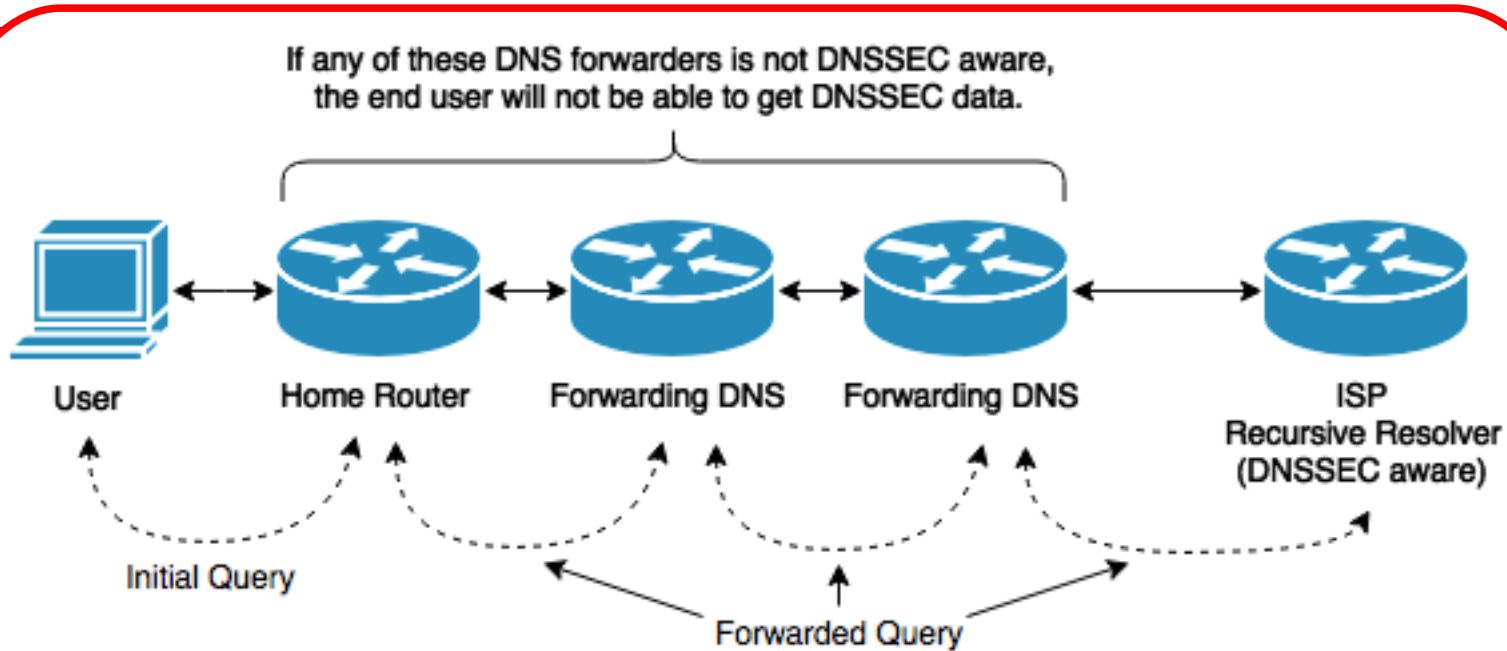 If any of these DNS forwarders is not DNSSEC aware,
the end user will not be able to get DNSSEC data.
User
Home Router
Forwarding DNS
Forwarding DNS
ISP
Recursive Resolver
(DNSSEC aware)
Initial Query
Forwarded Query